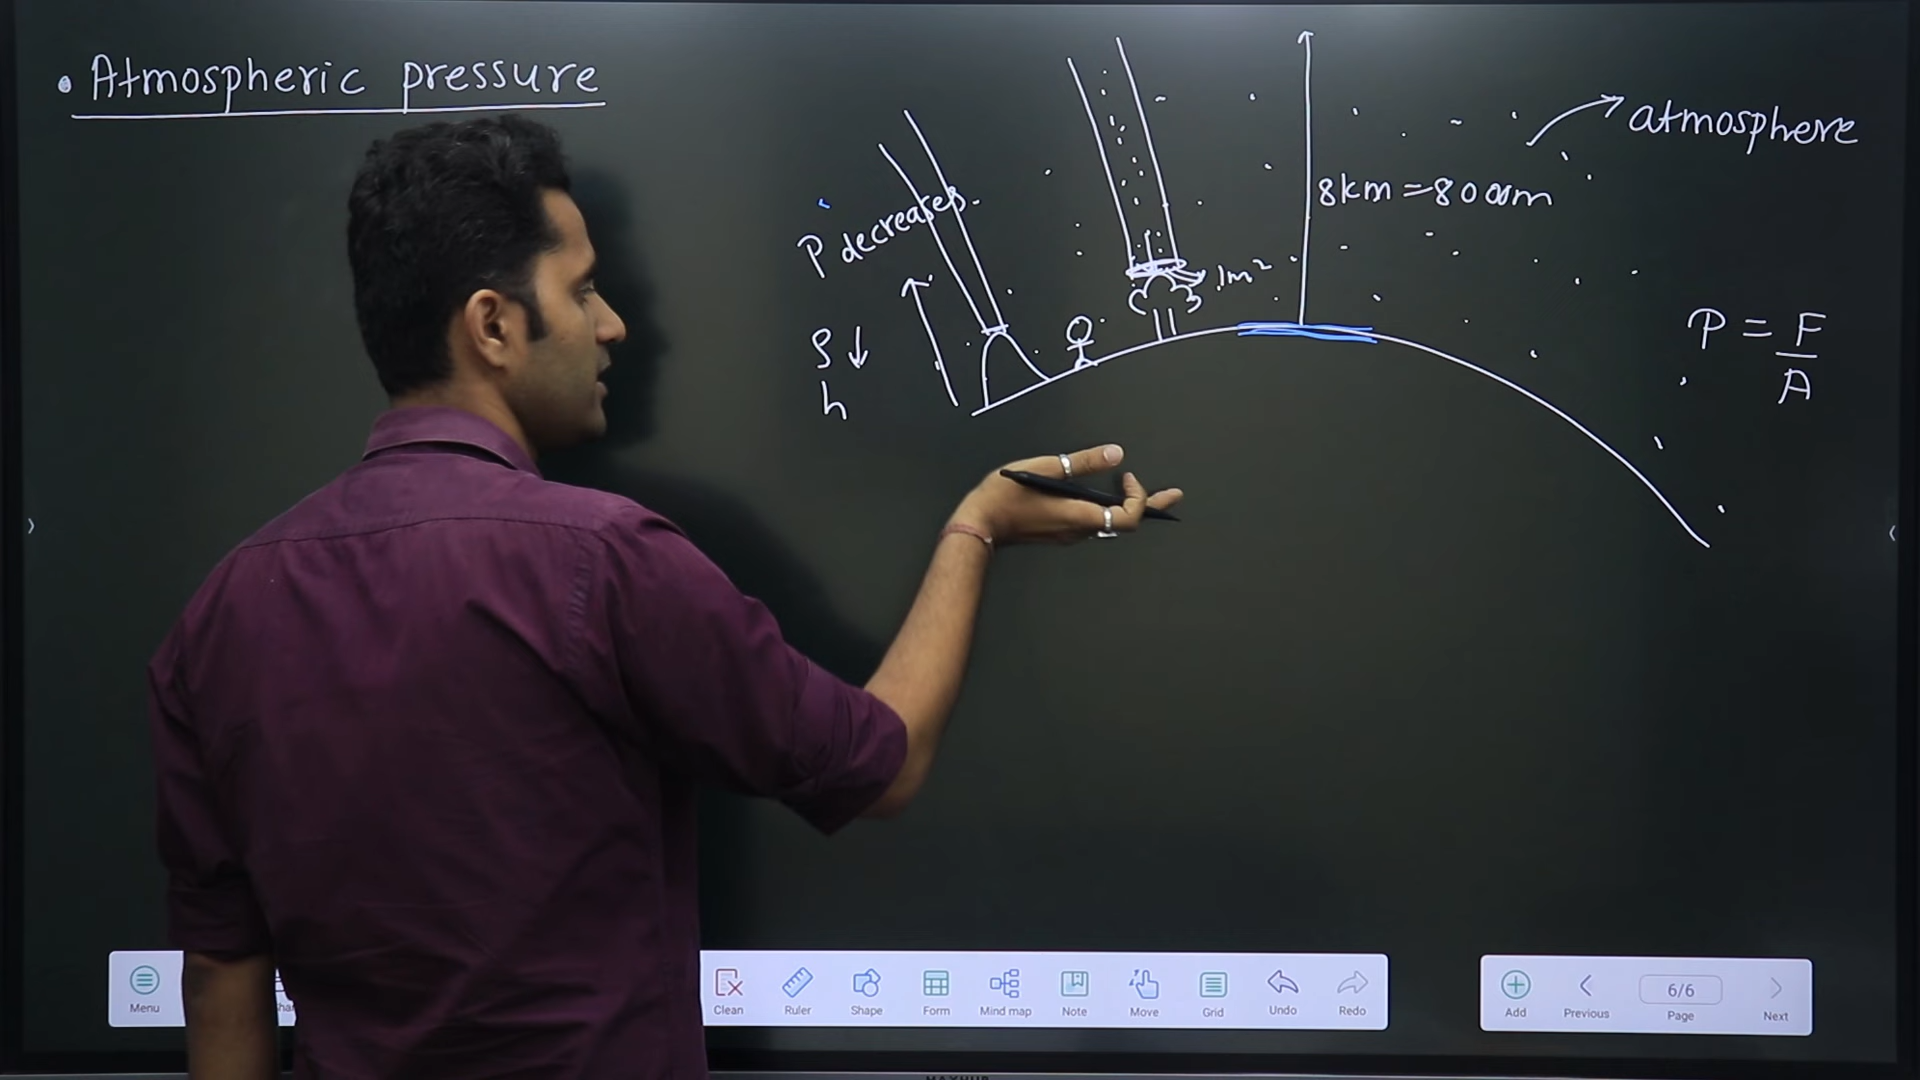 • Atmospheric pressure
atmosphere
8km = 8000m
P decreases.
1m²
P = F/A
ρ ↓
h
Menu
Clean
Ruler
Shape
Form
Mind map
Note
Move
Grid
Undo
Redo
Add
Previous
6/6
Page
Next